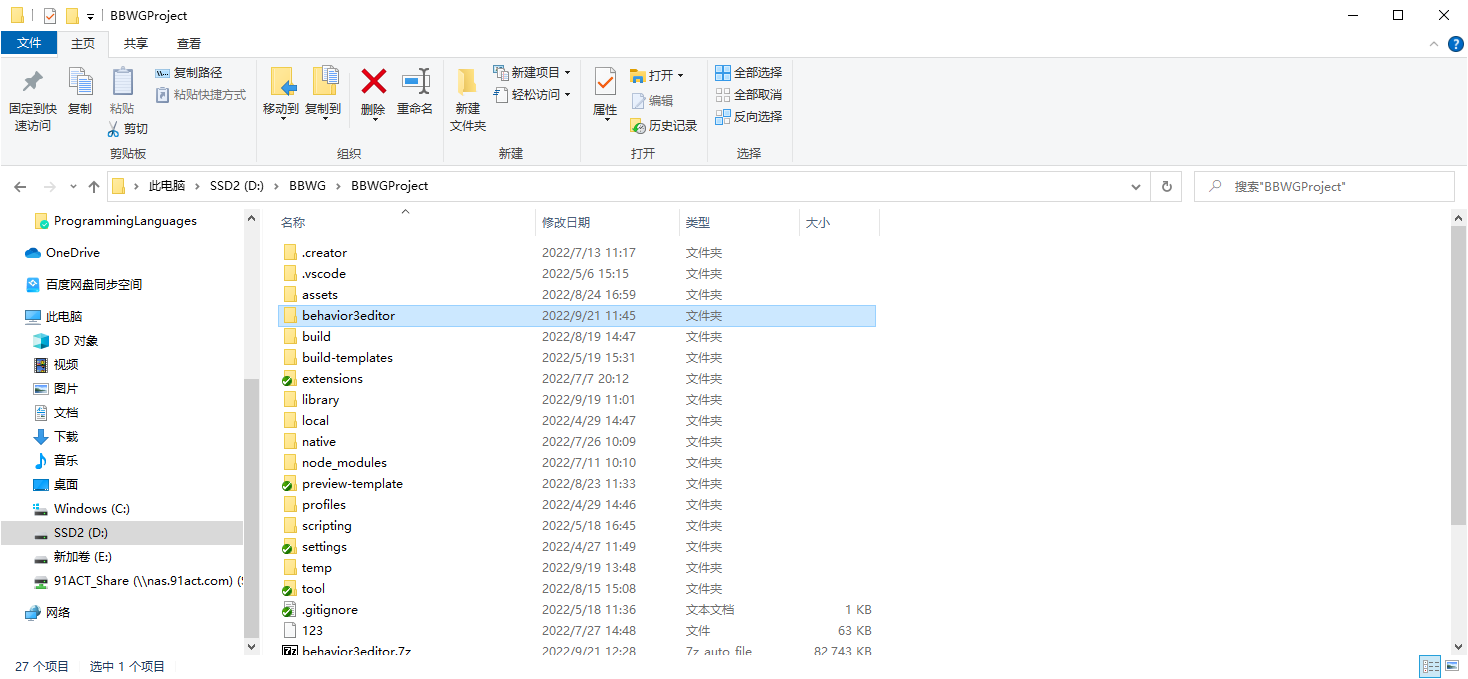 BBWGProject
文件 主页 共享 查看
固定到快速访问
复制
粘贴
复制路径
粘贴快捷方式
剪切
剪贴板
移动到
复制到
删除
重命名
组织
新建文件夹
新建项目
轻松访问
新建
属性
打开
编辑
历史记录
打开
全部选择
全部取消
反向选择
选择
此电脑 › SSD2 (D:) › BBWG › BBWGProject
搜索"BBWGProject"
ProgrammingLanguages
OneDrive
百度网盘同步空间
此电脑
3D 对象
视频
图片
文档
下载
音乐
桌面
Windows (C:)
SSD2 (D:)
新加卷 (E:)
91ACT_Share (\\nas.91act.com) (
网络
名称 修改日期 类型 大小
.creator 2022/7/13 11:17 文件夹
.vscode 2022/5/6 15:15 文件夹
assets 2022/8/24 16:59 文件夹
behavior3editor 2022/9/21 11:45 文件夹
build 2022/8/19 14:47 文件夹
build-templates 2022/5/19 15:31 文件夹
extensions 2022/7/7 20:12 文件夹
library 2022/9/19 11:01 文件夹
local 2022/4/29 14:47 文件夹
native 2022/7/26 10:09 文件夹
node_modules 2022/7/11 10:10 文件夹
preview-template 2022/8/23 11:33 文件夹
profiles 2022/4/29 14:46 文件夹
scripting 2022/5/18 16:45 文件夹
settings 2022/4/27 11:49 文件夹
temp 2022/9/19 13:48 文件夹
tool 2022/8/15 15:08 文件夹
.gitignore 2022/5/18 11:36 文本文档 1 KB
123 2022/7/27 14:48 文件 63 KB
behavior3editor.7z 2022/9/21 12:28 7z_auto_file 82,743 KB
27 个项目 选中 1 个项目